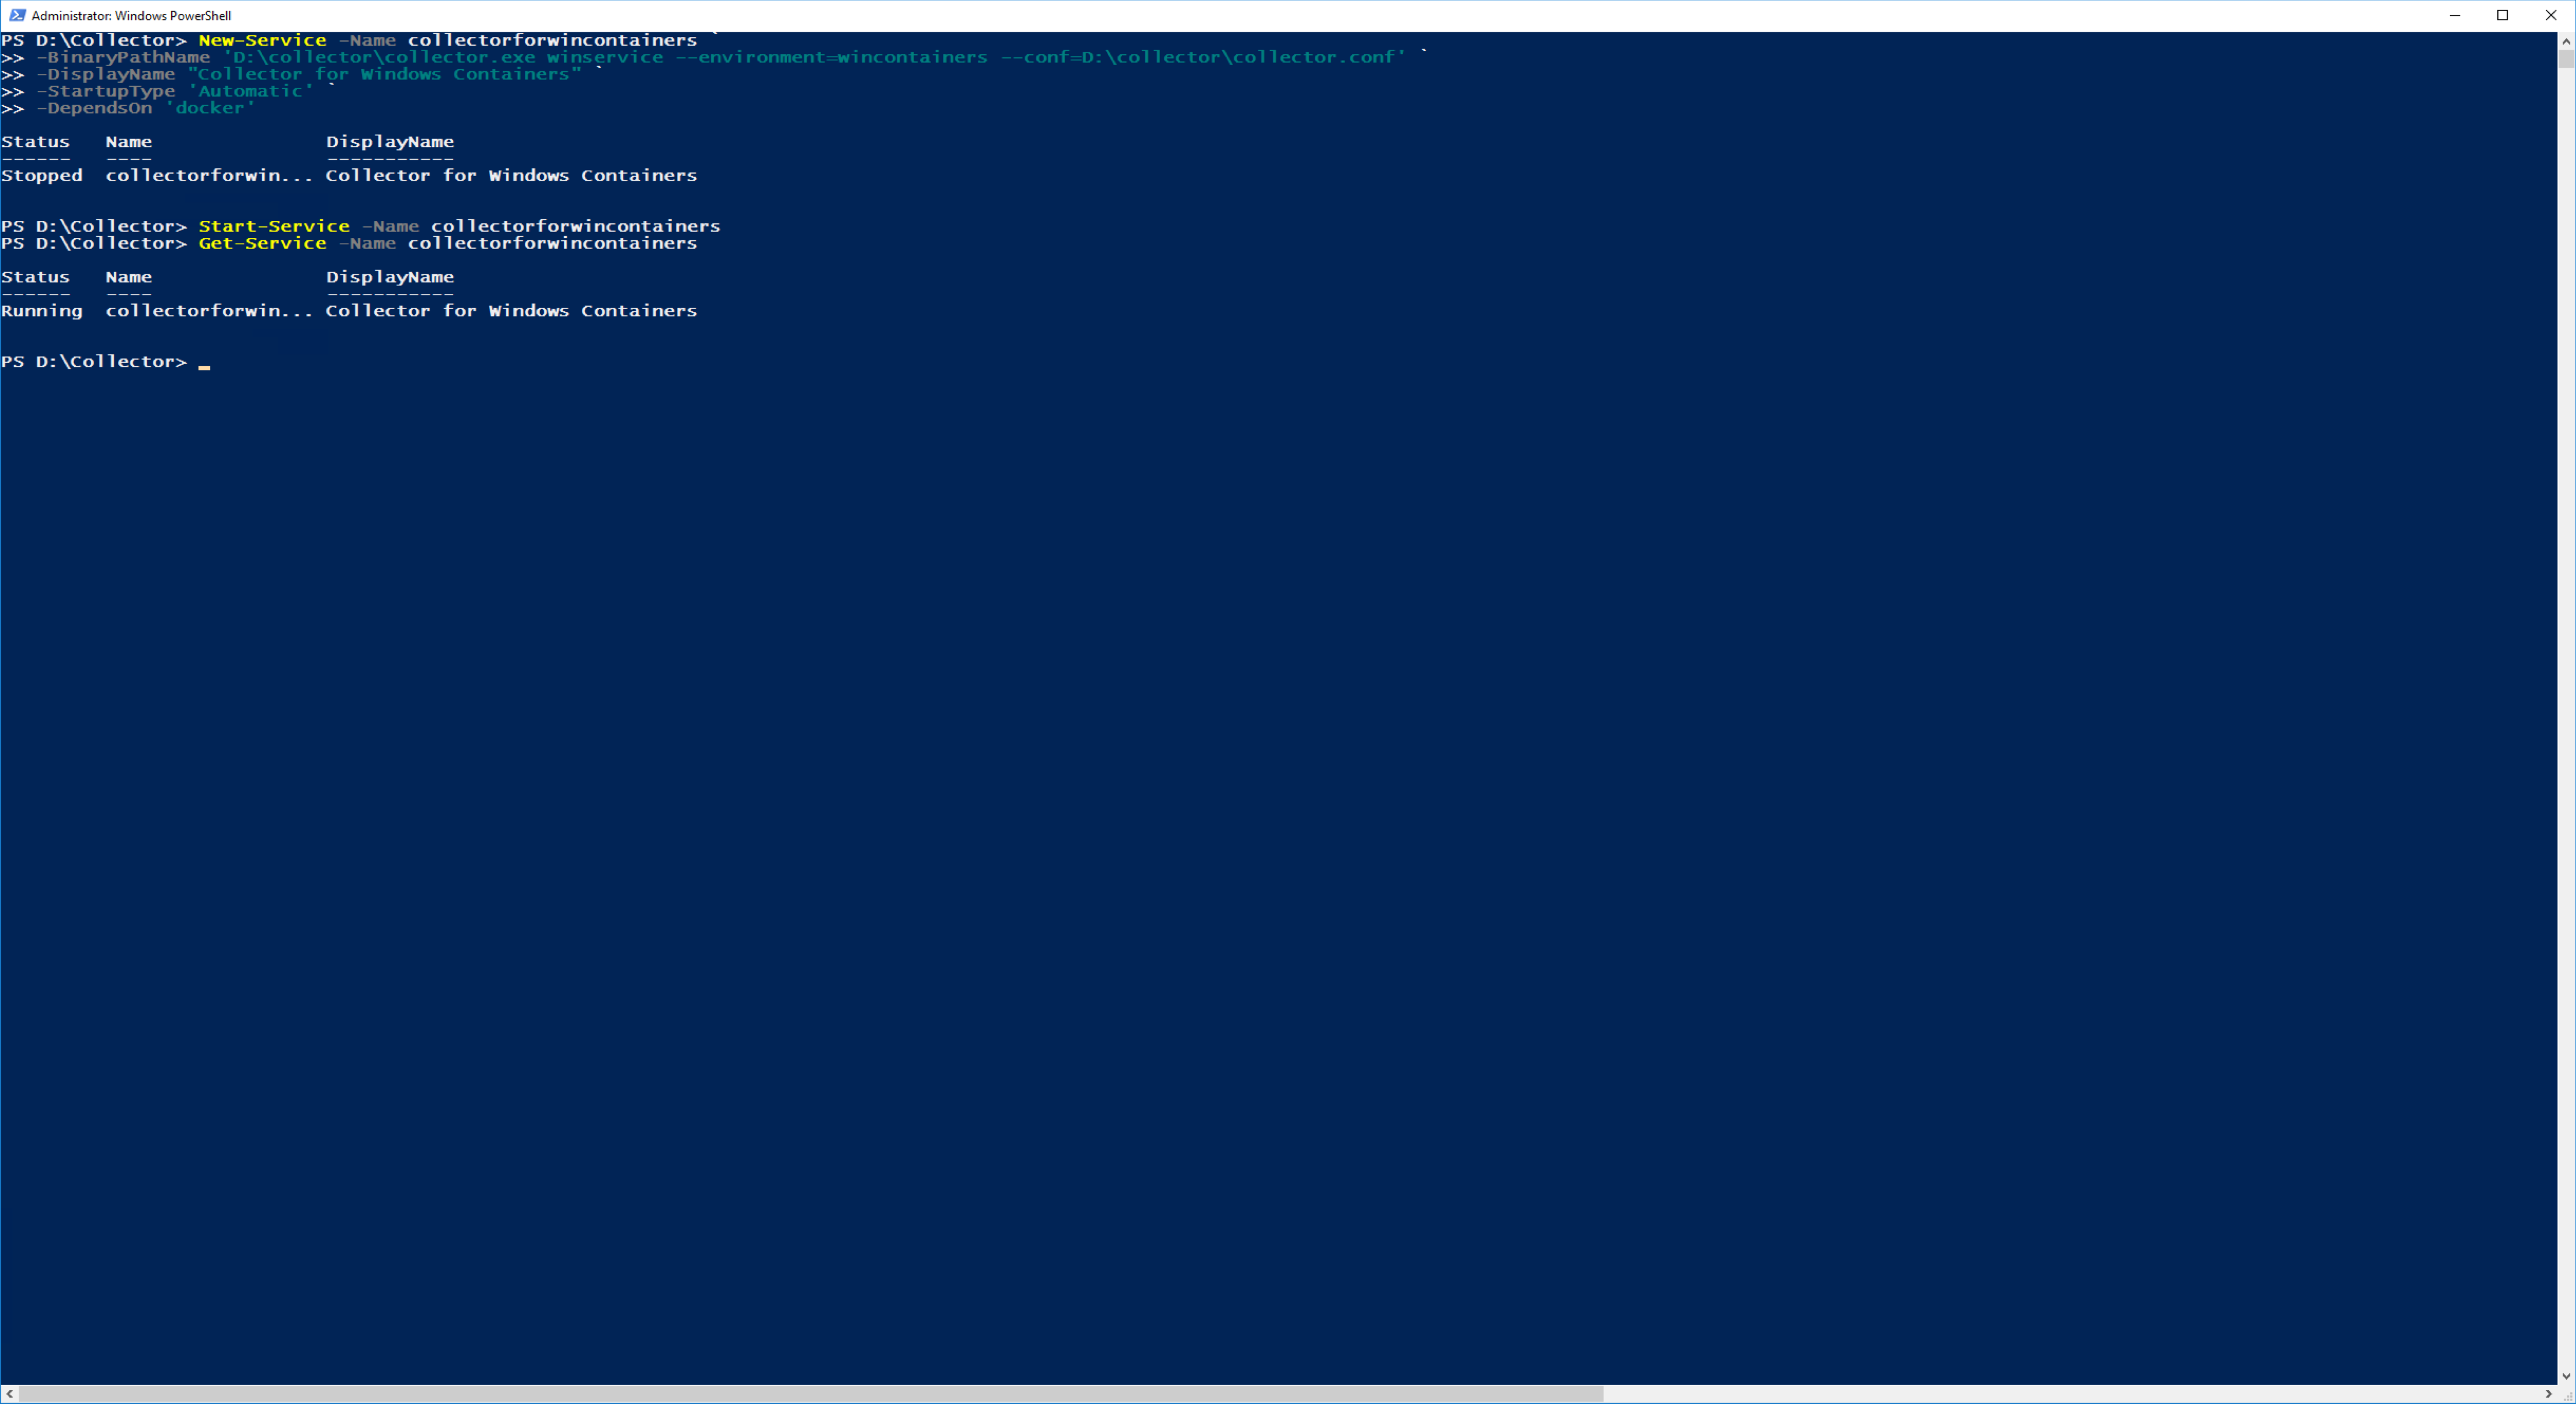 Administrator: Windows PowerShell
PS D:\Collector> New-Service -Name collectorforwincontainers `
>> -BinaryPathName 'D:\collector\collector.exe winservice --environment=wincontainers --conf=D:\collector\collector.conf' `
>> -DisplayName "Collector for Windows Containers" `
>> -StartupType 'Automatic' `
>> -DependsOn 'docker'
Status   Name               DisplayName
------   ----               -----------
Stopped  collectorforwin... Collector for Windows Containers
PS D:\Collector> Start-Service -Name collectorforwincontainers
PS D:\Collector> Get-Service -Name collectorforwincontainers
Status   Name               DisplayName
------   ----               -----------
Running  collectorforwin... Collector for Windows Containers
PS D:\Collector> _